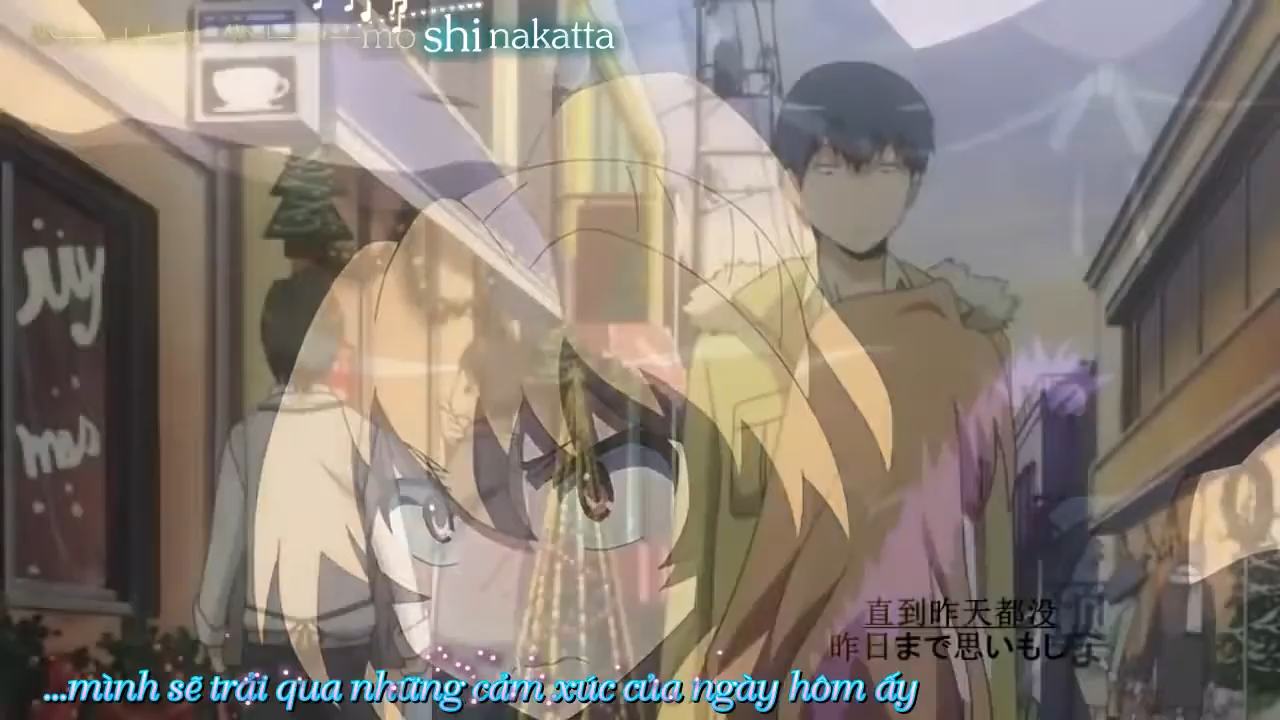 mo shi nakatta
mas
直到昨天都没
昨日まで思いもし
...mình sẽ trải qua những cảm xúc của ngày hôm ấy